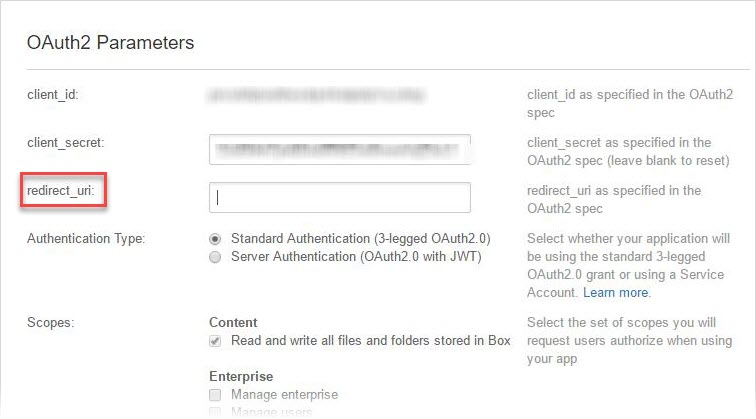 OAuth2 Parameters
client_id:
client_id as specified in the OAuth2
spec
client_secret:
client_secret as specified in the
OAuth2 spec (leave blank to reset)
redirect_uri:
redirect_uri as specified in the
OAuth2 spec
Authentication Type:
Standard Authentication (3-legged OAuth2.0)
Server Authentication (OAuth2.0 with JWT)
Select whether your application will
be using the standard 3-legged
OAuth2.0 grant or using a Service
Account. Learn more.
Scopes:
Content
Read and write all files and folders stored in Box
Select the set of scopes you will
request users authorize when using
your app
Enterprise
Manage enterprise
Manage users